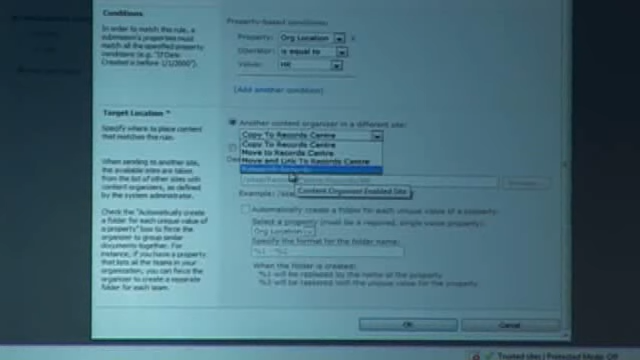 Conditions
In order to match this rule, a
submission's properties must
match all the specified property
conditions (e.g. "If Date
Created is before 1/1/2000").
Property-based conditions:
Property: Org Location
Operator: is equal to
Value: HR
(Add another condition)
Target Location *
Specify where to place content
that matches the rule.
When sending to another site,
the available sites are taken
from the list of other sites with
content organizers, as defined
by the system administrator.
Check the "Automatically create
a folder for each unique value of
a property" box to force the
organizer to group similar
documents together. For
instance, if you have a property
that lists all the teams in your
organization, you can force the
organizer to create a separate
folder for each team.
Another content organizer in a different site:
Copy To Records Centre
Copy To Records Centre
Move to Records Centre
Move and Link To Records Centre
Content Organiser Enabled Site
Example: /sites
Automatically create a folder for each unique value of a property:
Select a property (must be a required, single value property):
Org Location
Specify the format for the folder name:
%1 - %2
When the folder is created:
%1 will be replaced by the name of the property
%2 will be replaced with the unique value for the property
OK
Cancel
Trusted sites | Protected Mode: Off